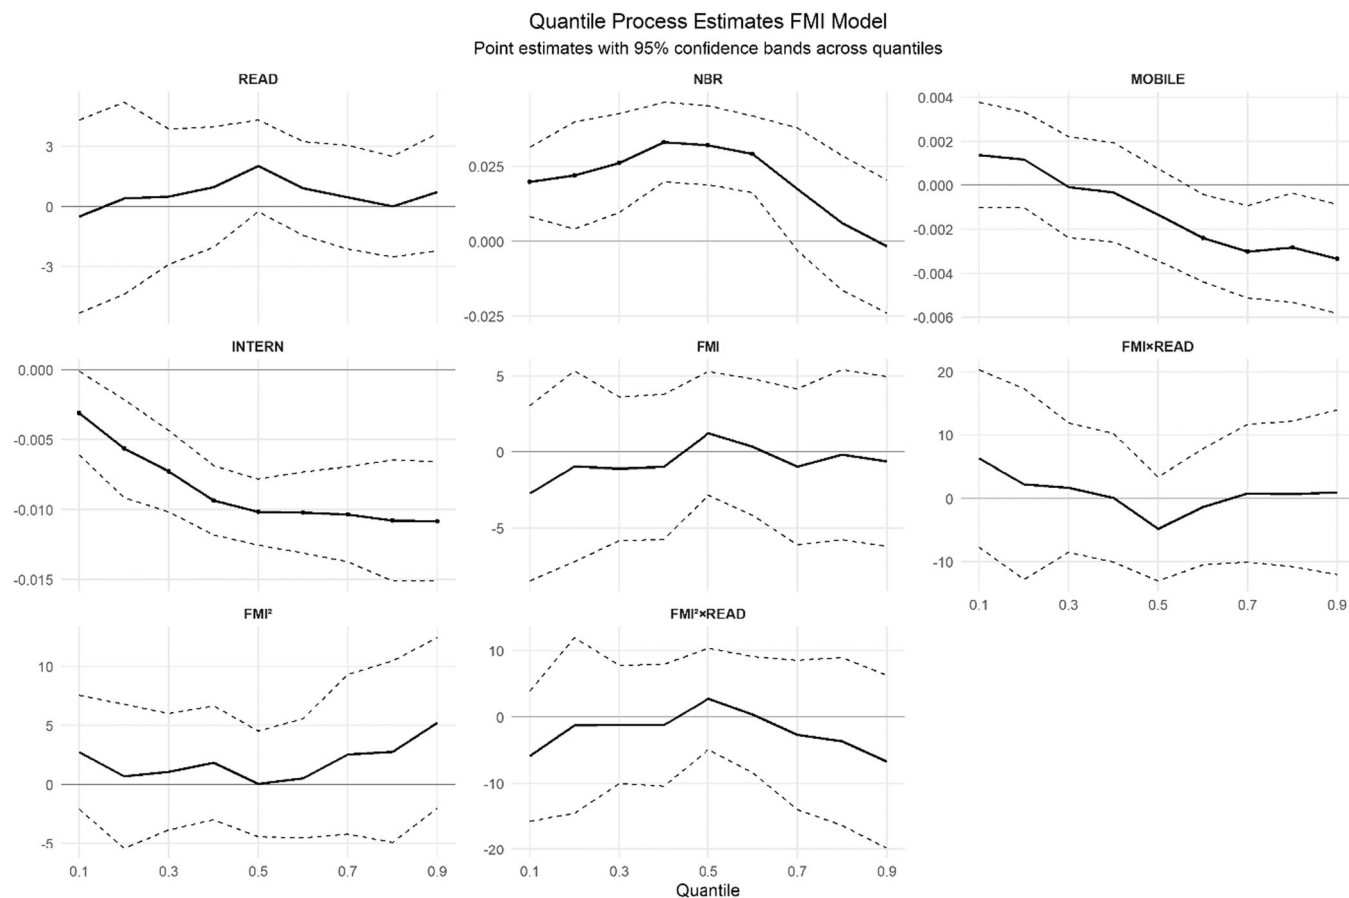 Quantile Process Estimates FMI Model
Point estimates with 95% confidence bands across quantiles
READ
3
0
-3
NBR
0.025
0.000
-0.025
MOBILE
0.004
0.002
0.000
-0.002
-0.004
-0.006
INTERN
0.000
-0.005
-0.010
-0.015
FMI
5
0
-5
FMI×READ
20
10
0
-10
0.1 0.3 0.5 0.7 0.9
FMI²
10
5
0
-5
0.1 0.3 0.5 0.7 0.9
FMI²×READ
10
0
-10
-20
0.1 0.3 0.5 0.7 0.9
Quantile